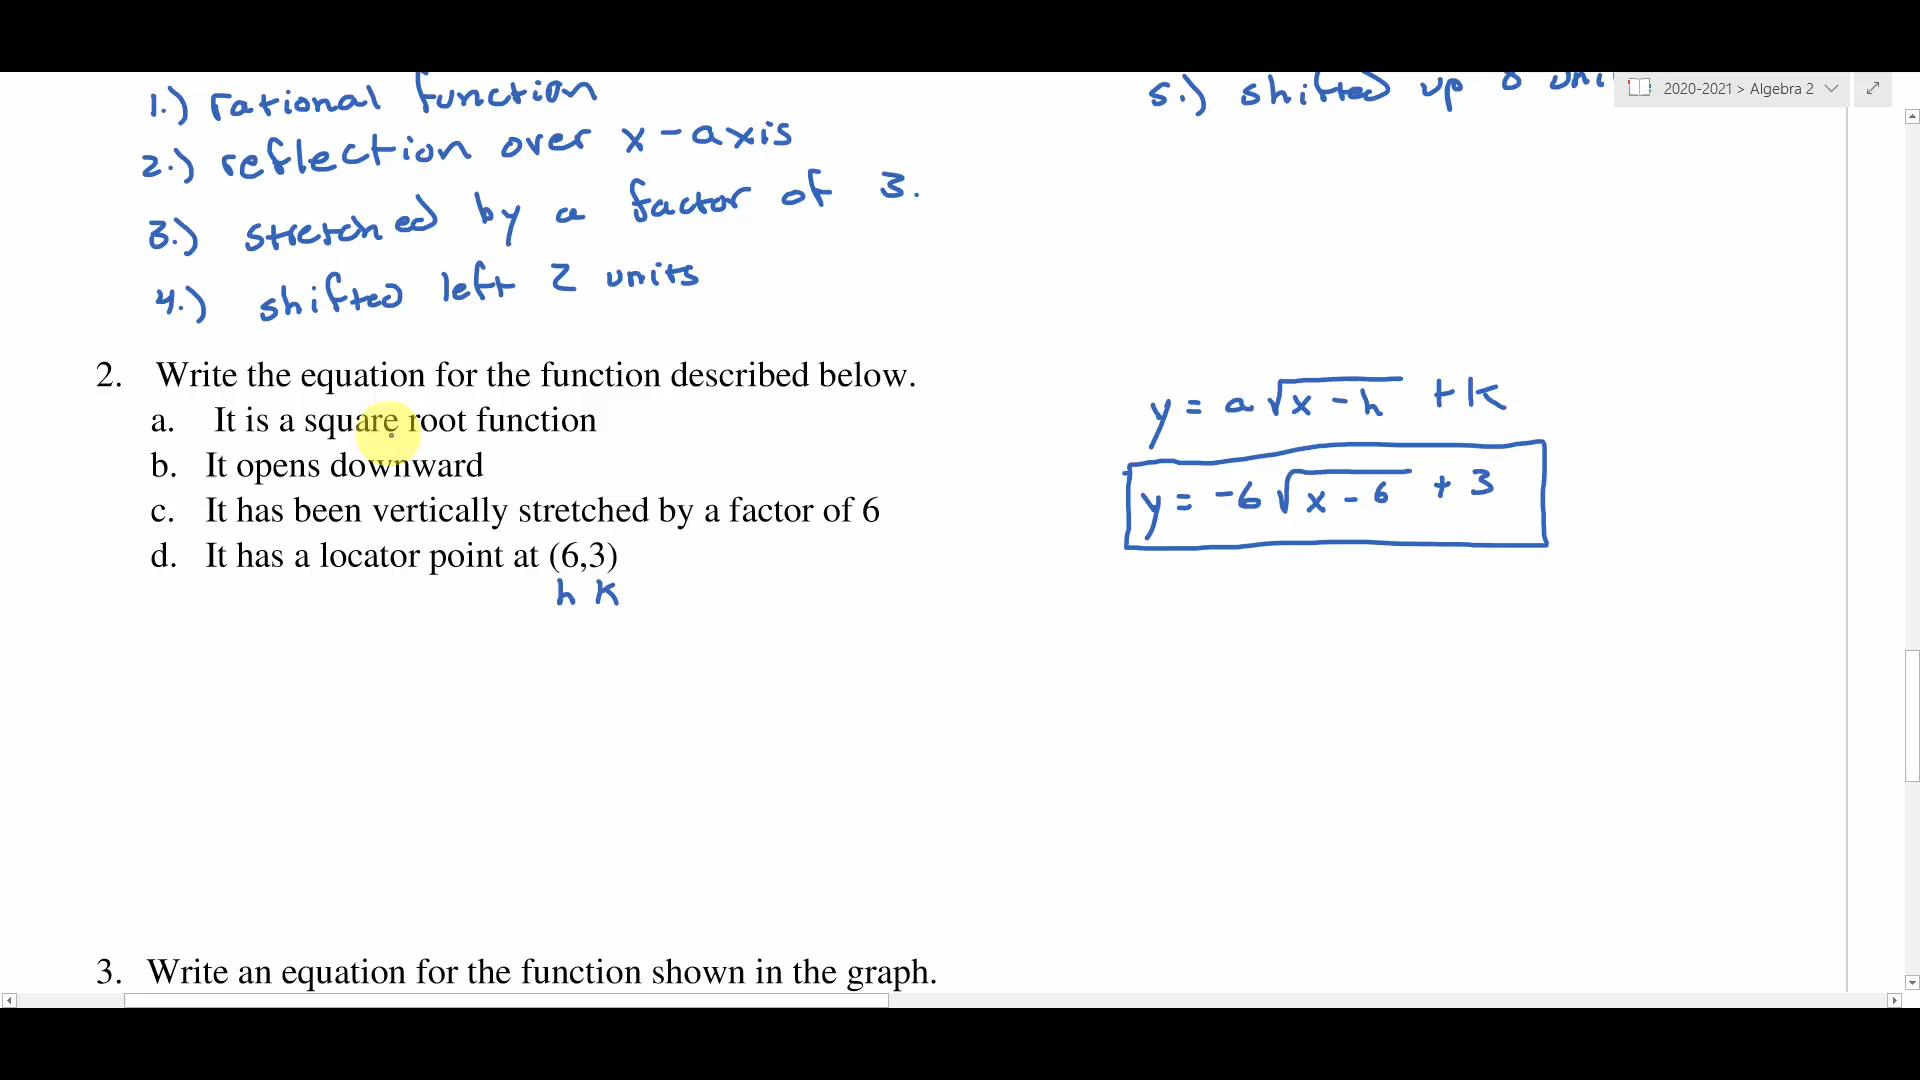 1.) rational function
2.) reflection over x-axis
3.) stretched by a factor of 3.
4.) shifted left 2 units
5.) shifted up
2020-2021 > Algebra 2
2. Write the equation for the function described below.
a. It is a square root function
b. It opens downward
c. It has been vertically stretched by a factor of 6
d. It has a locator point at (6,3)
h k
y = a√x - h + k
y = -6√x - 6 + 3
3. Write an equation for the function shown in the graph.